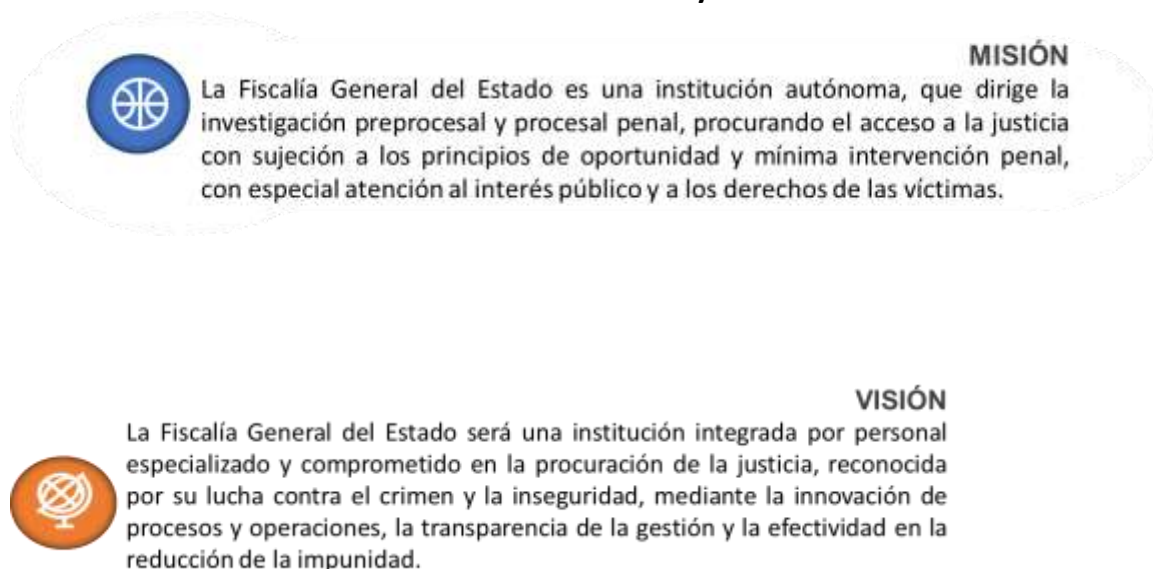 MISIÓN
La Fiscalía General del Estado es una institución autónoma, que dirige la
investigación preprocesal y procesal penal, procurando el acceso a la justicia
con sujeción a los principios de oportunidad y mínima intervención penal,
con especial atención al interés público y a los derechos de las víctimas.
VISIÓN
La Fiscalía General del Estado será una institución integrada por personal
especializado y comprometido en la procuración de la justicia, reconocida
por su lucha contra el crimen y la inseguridad, mediante la innovación de
procesos y operaciones, la transparencia de la gestión y la efectividad en la
reducción de la impunidad.